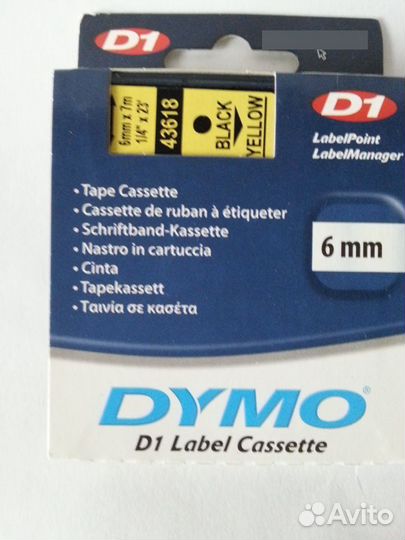 D1
D1
6mm x 7m
1/4" x 23'
43618
BLACK
YELLOW
LabelPoint
LabelManager
• Tape Cassette
• Cassette de ruban à étiqueter
• Schriftband-Kassette
• Nastro in cartuccia
• Cinta
• Tapekassett
• Ταινία σε κασέτα
6 mm
DYMO®
D1 Label Cassette
Avito